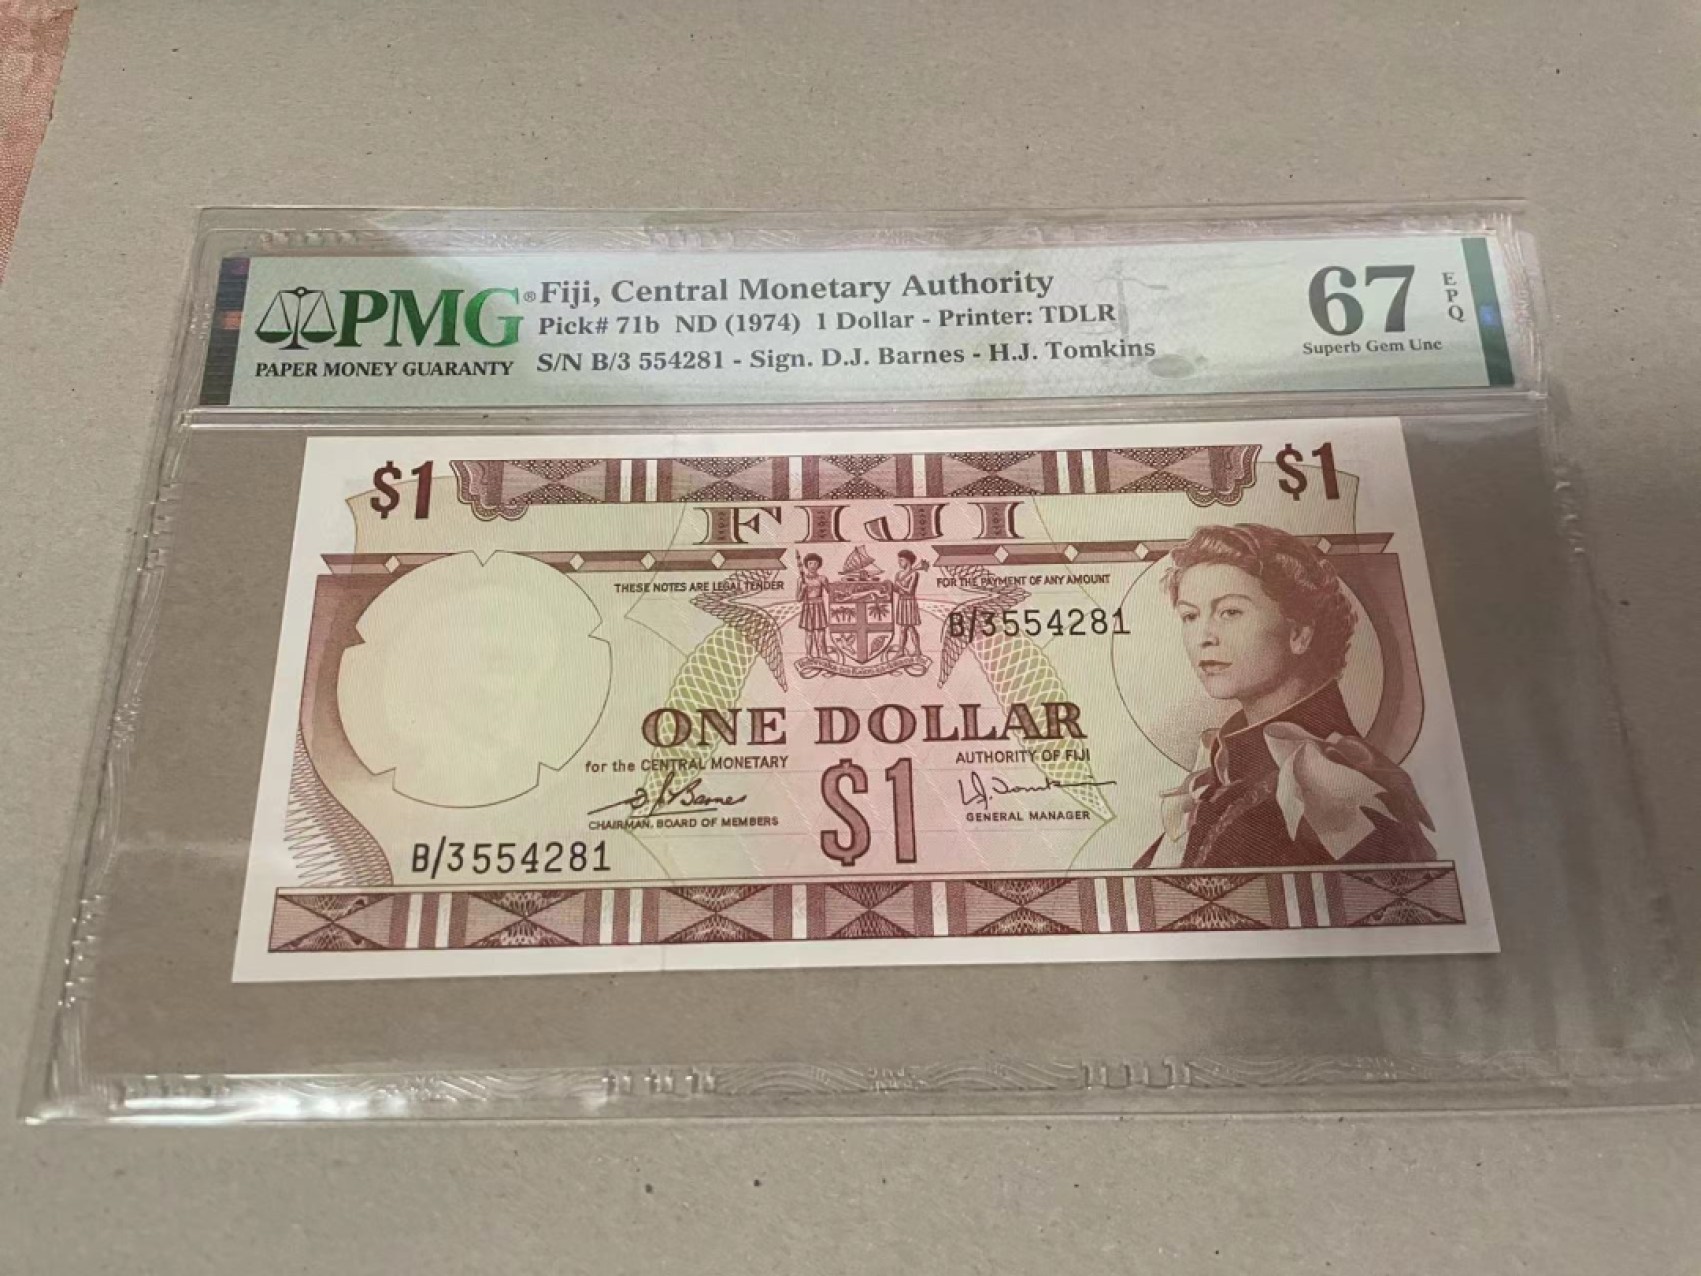 PMG®
PAPER MONEY GUARANTY
Fiji, Central Monetary Authority
Pick# 71b ND (1974) 1 Dollar - Printer: TDLR
S/N B/3 554281 - Sign. D.J. Barnes - H.J. Tomkins
67
EPQ
Superb Gem Unc
$1
$1
FIJI
THESE NOTES ARE LEGAL TENDER
FOR THE PAYMENT OF ANY AMOUNT
B/3554281
ONE DOLLAR
for the CENTRAL MONETARY
AUTHORITY OF FIJI
$1
CHAIRMAN, BOARD OF MEMBERS
GENERAL MANAGER
B/3554281